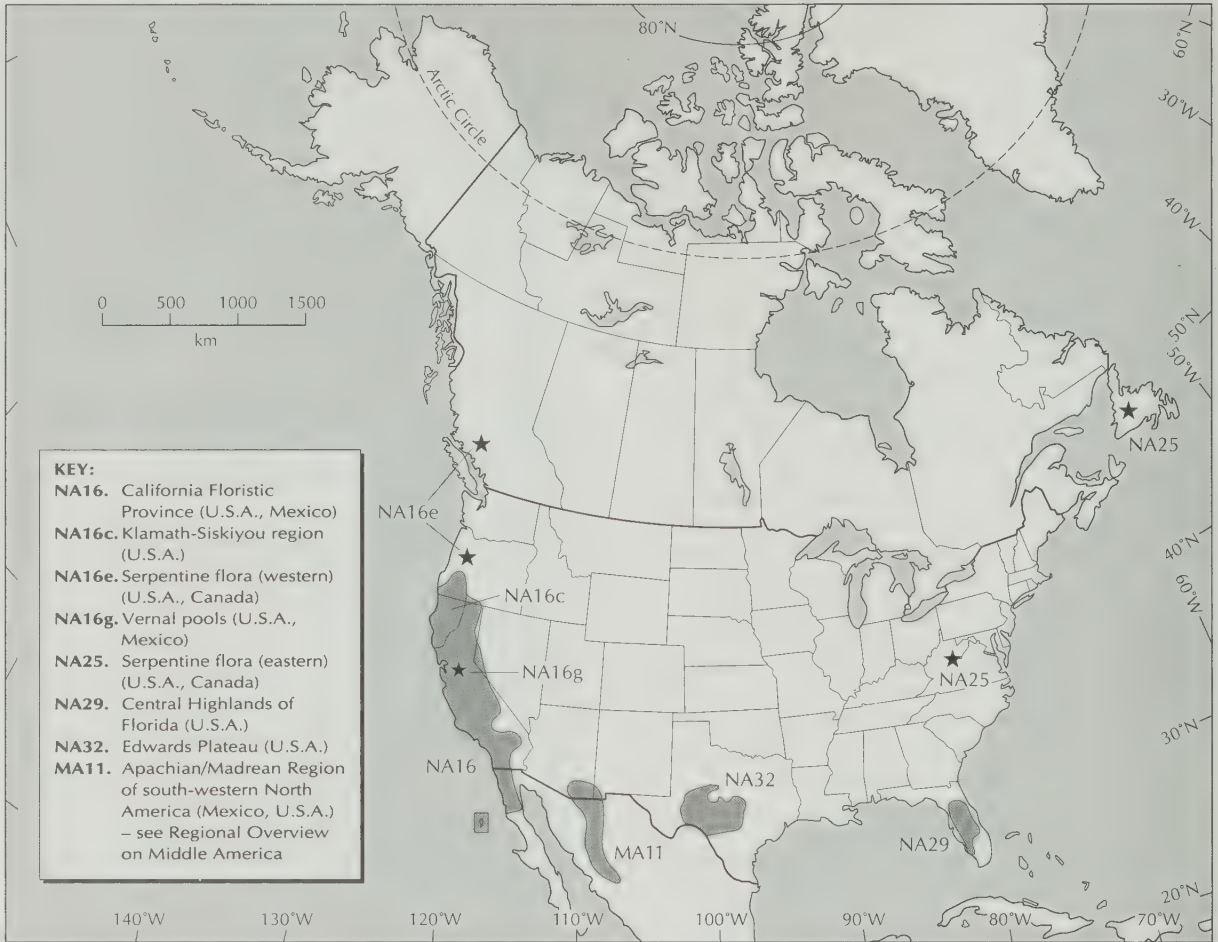 80°N
60°N
Arctic Circle
30°W
40°W
0 500 1000 1500
km
50°N
50°W
NA25
KEY:
NA16. California Floristic
Province (U.S.A., Mexico)
NA16c. Klamath-Siskiyou region
(U.S.A.)
NA16e. Serpentine flora (western)
(U.S.A., Canada)
NA16g. Vernal pools (U.S.A.,
Mexico)
NA25. Serpentine flora (eastern)
(U.S.A., Canada)
NA29. Central Highlands of
Florida (U.S.A.)
NA32. Edwards Plateau (U.S.A.)
MA11. Apachian/Madrean Region
of south-western North
America (Mexico, U.S.A.)
– see Regional Overview
on Middle America
NA16e
40°N
60°W
NA16c
NA16g
NA25
30°N
NA16
NA32
MA11
NA29
20°N
140°W 130°W 120°W 110°W 100°W 90°W 80°W 70°W